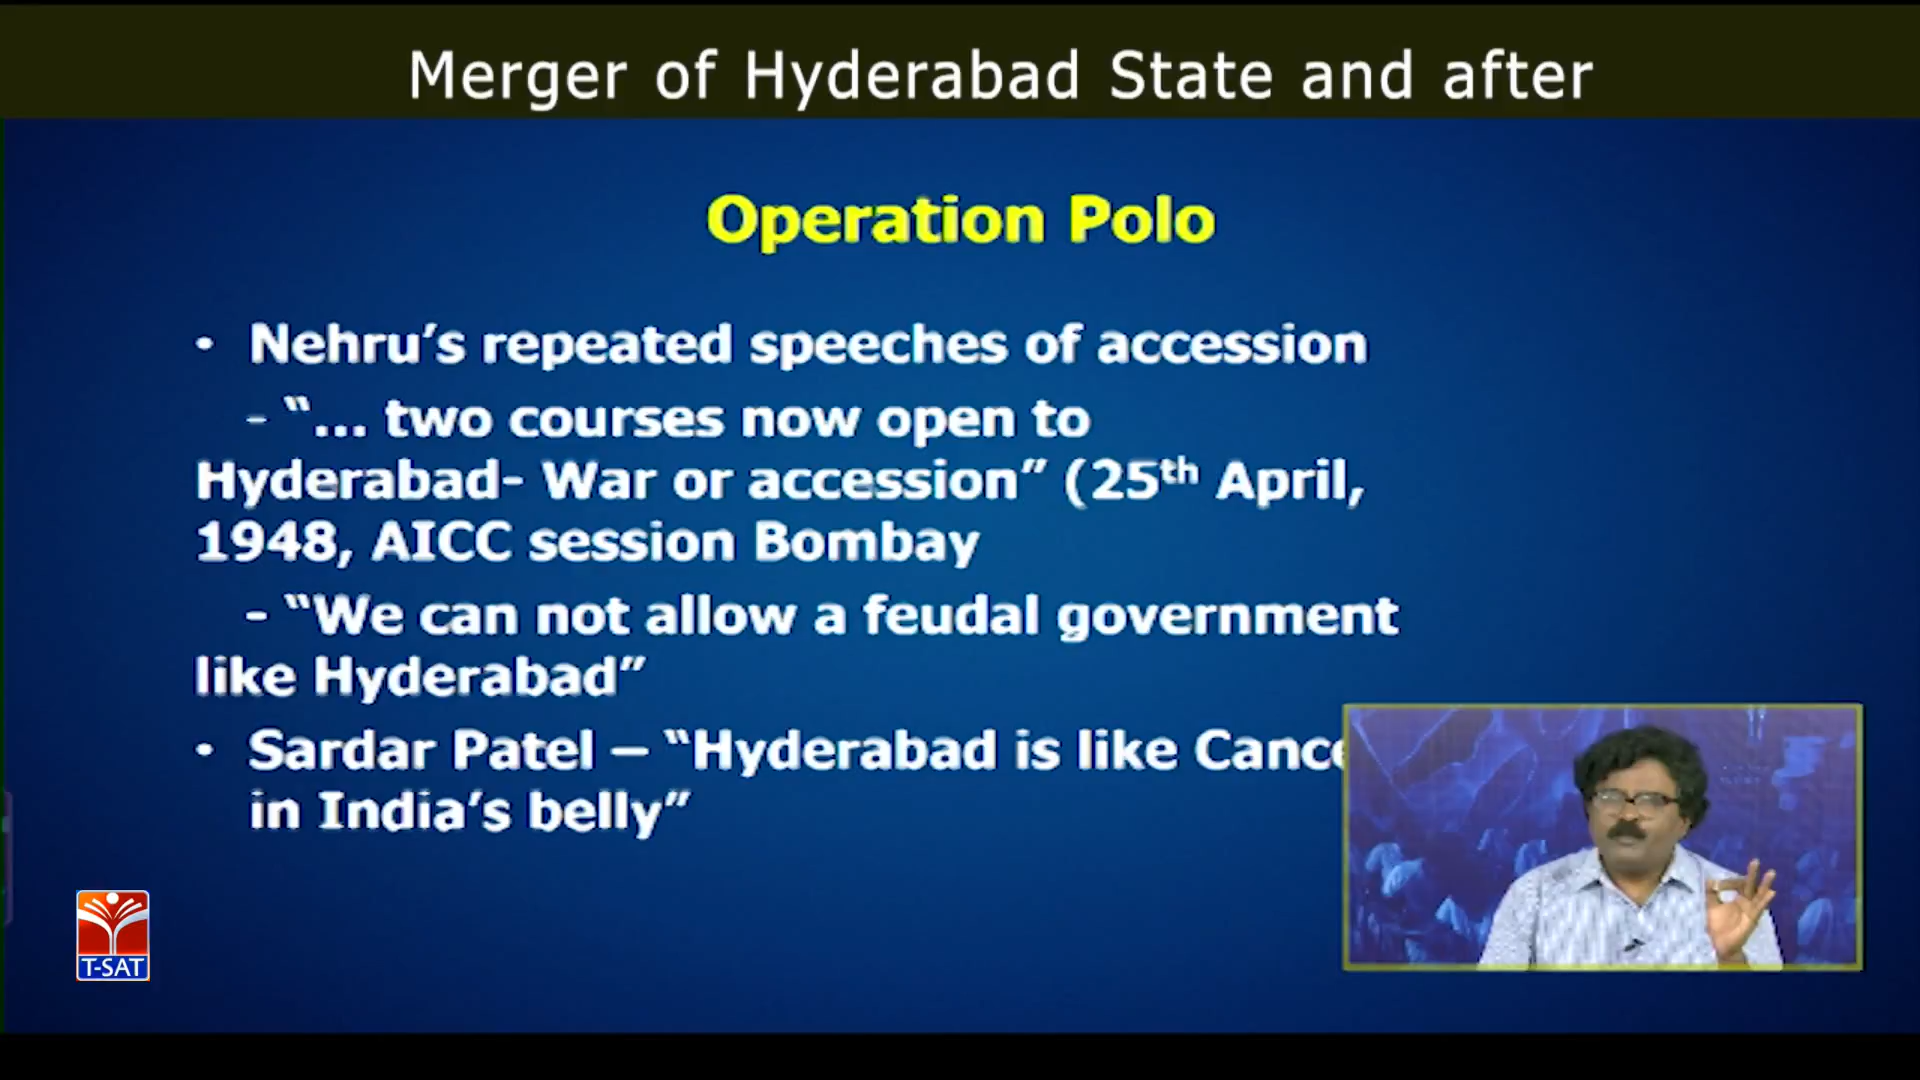 Merger of Hyderabad State and after
Operation Polo
• Nehru’s repeated speeches of accession
- “... two courses now open to
Hyderabad- War or accession” (25th April,
1948, AICC session Bombay
- “We can not allow a feudal government
like Hyderabad”
• Sardar Patel – “Hyderabad is like
in India’s belly”
T-SAT